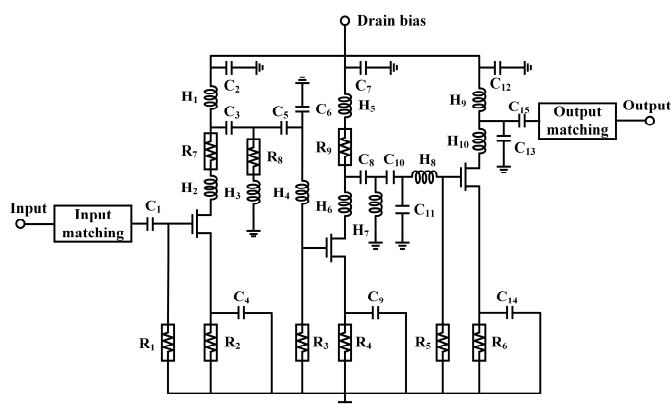 Drain bias
C2
C7
C12
H1
H5
H9
C3
C5
C6
C15
Output matching
Output
R7
R8
R9
H10
C13
C8
C10
H8
H2
H3
H4
H6
H7
C11
Input
Input matching
C1
C4
C9
C14
R1
R2
R3
R4
R5
R6